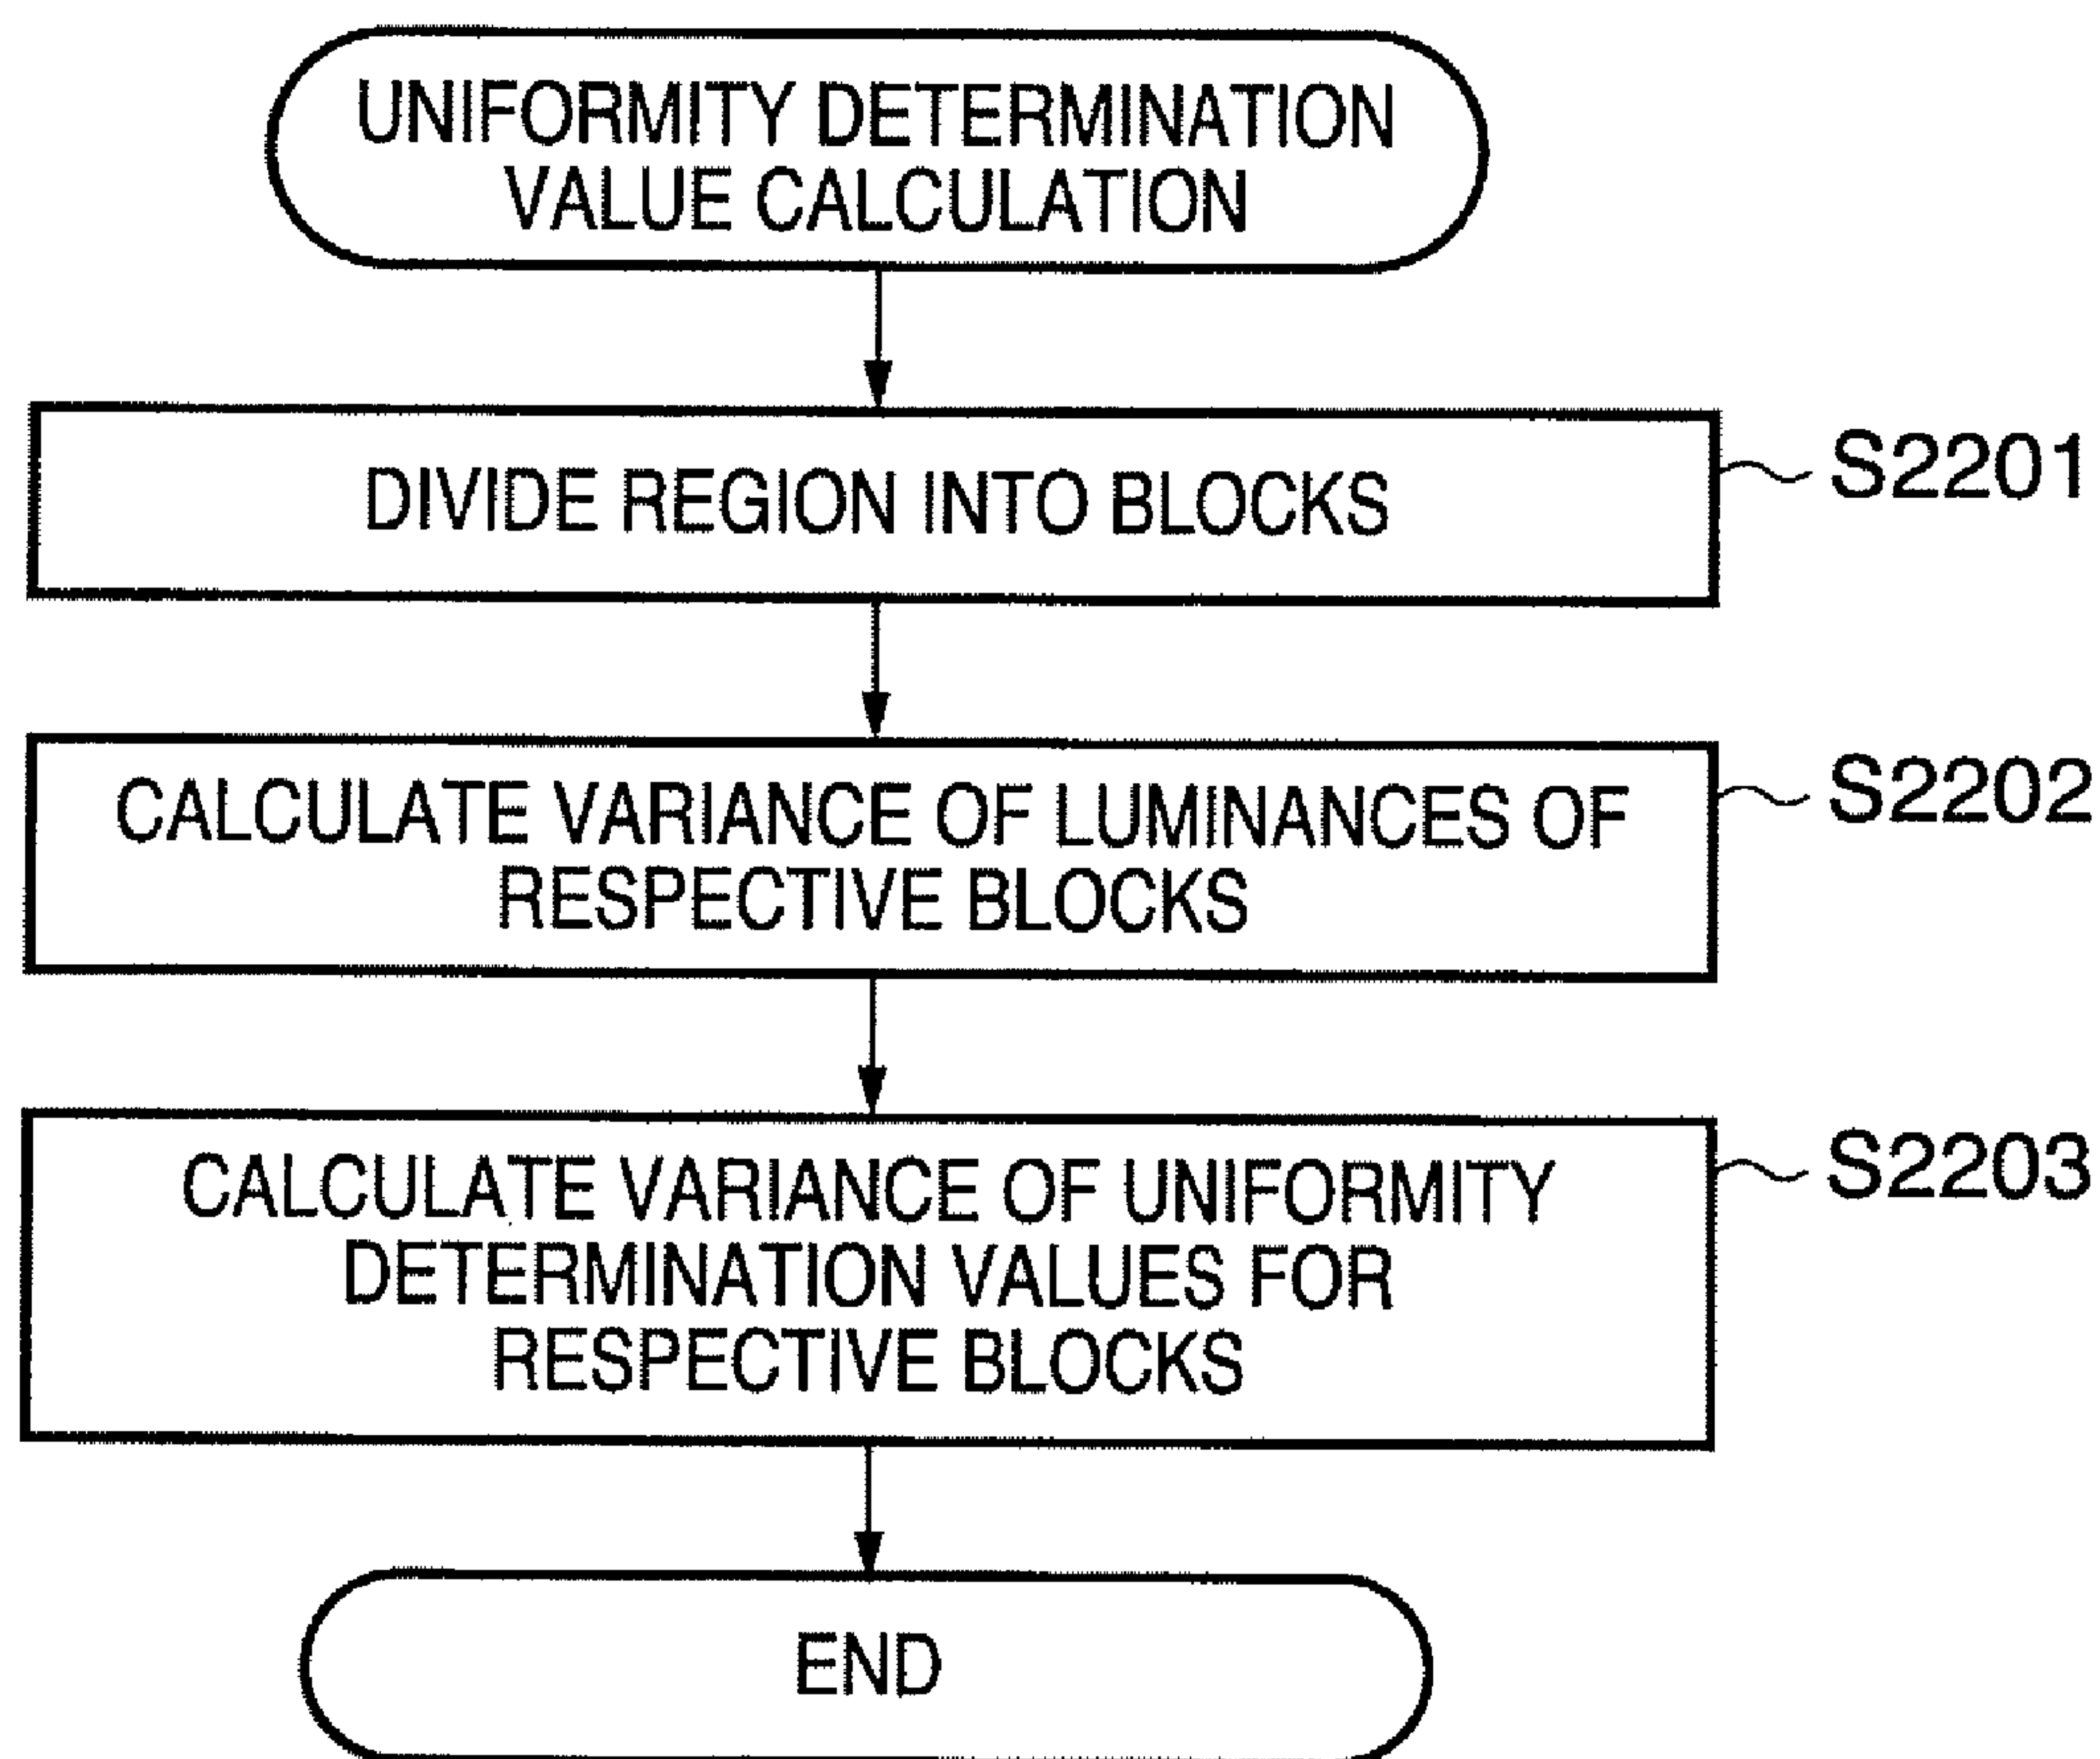 UNIFORMITY DETERMINATION
VALUE CALCULATION
DIVIDE REGION INTO BLOCKS
S2201
CALCULATE VARIANCE OF LUMINANCES OF
RESPECTIVE BLOCKS
S2202
CALCULATE VARIANCE OF UNIFORMITY
DETERMINATION VALUES FOR
RESPECTIVE BLOCKS
S2203
END